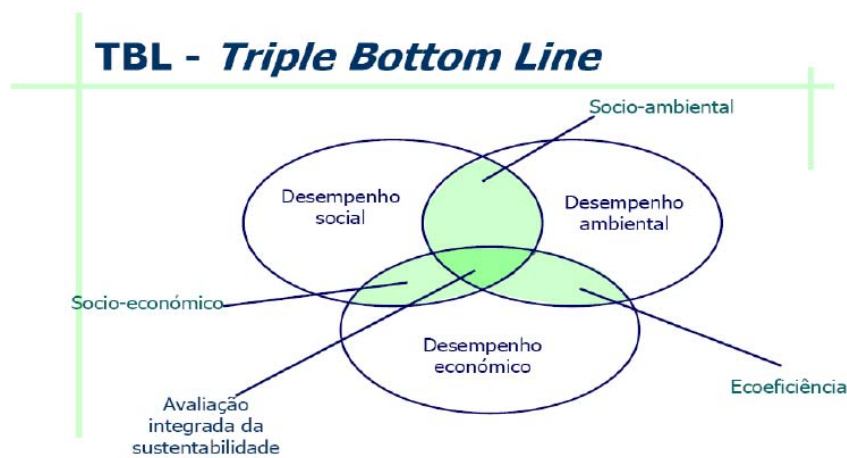 TBL - Triple Bottom Line
Socio-ambiental
Desempenho
social
Desempenho
ambiental
Socio-económico
Desempenho
económico
Ecoeficiência
Avaliação
integrada da
sustentabilidade